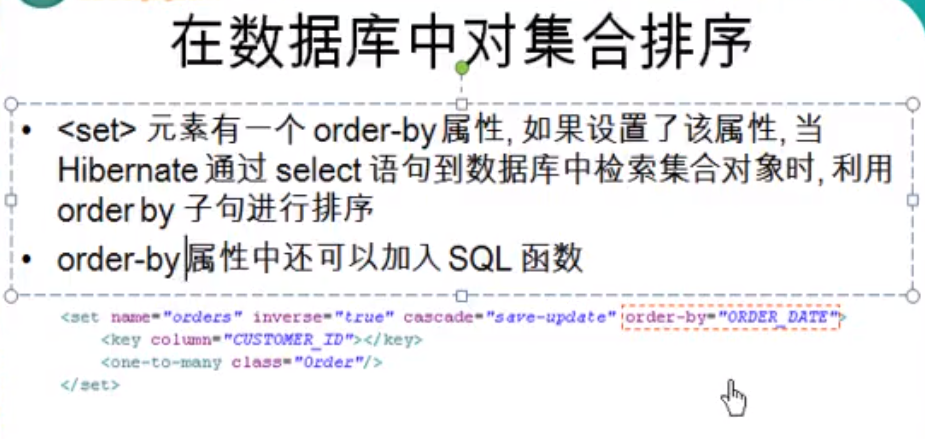 在数据库中对集合排序
• <set> 元素有一个 order-by属性, 如果设置了该属性, 当
Hibernate 通过 select 语句到数据库中检索集合对象时, 利用
order by 子句进行排序
• order-by 属性中还可以加入 SQL 函数
<set name="orders" inverse="true" cascade="save-update" order-by="ORDER_DATE">
<key column="CUSTOMER_ID"></key>
<one-to-many class="Order"/>
</set>